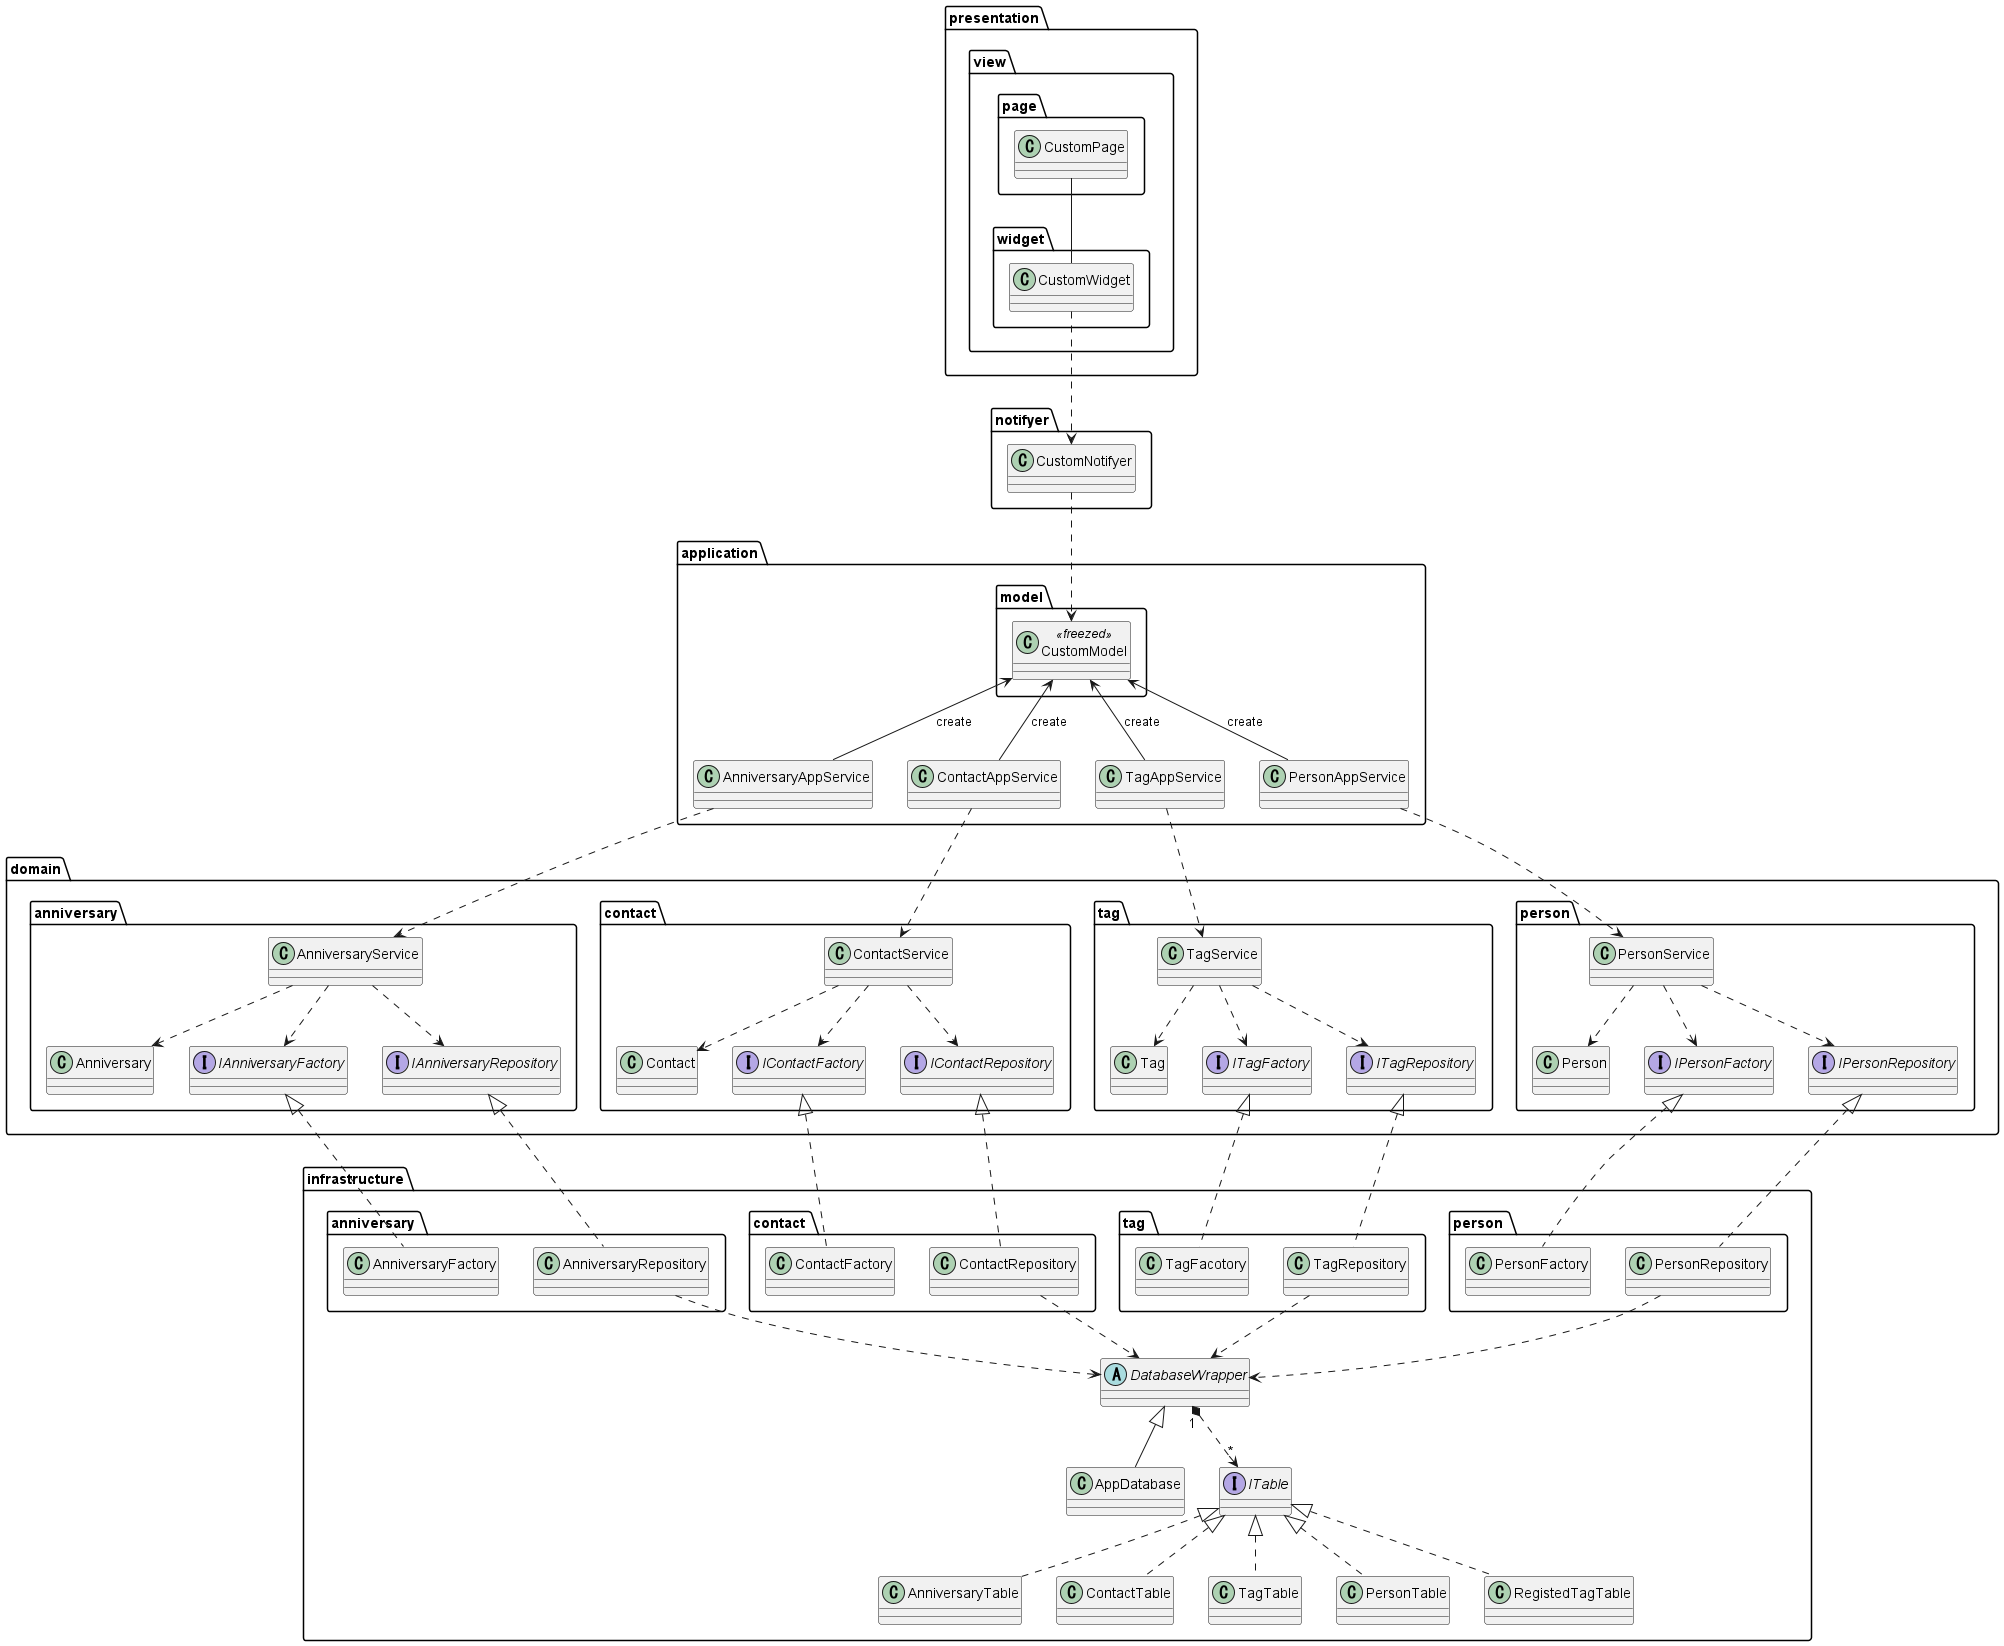 presentation
view
page
C CustomPage
widget
C CustomWidget
notifyer
C CustomNotifyer
application
model
«freezed»
C CustomModel
create create create create
C AnniversaryAppService C ContactAppService C TagAppService C PersonAppService
domain
anniversary contact tag person
C AnniversaryService C ContactService C TagService C PersonService
C Anniversary I IAnniversaryFactory I IAnniversaryRepository C Contact I IContactFactory I IContactRepository C Tag I ITagFactory I ITagRepository C Person I IPersonFactory I IPersonRepository
infrastructure
anniversary contact tag person
C AnniversaryFactory C AnniversaryRepository C ContactFactory C ContactRepository C TagFacotory C TagRepository C PersonFactory C PersonRepository
A DatabaseWrapper
1
*
C AppDatabase I ITable
C AnniversaryTable C ContactTable C TagTable C PersonTable C RegistedTagTable